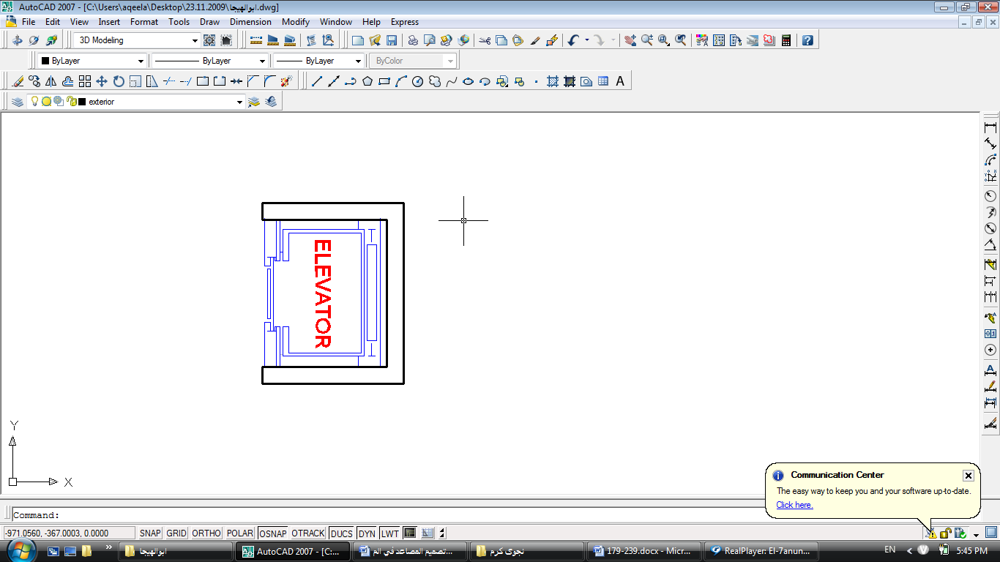 AutoCAD 2007 - [C:\Users\aqeela\Desktop\23.11.2009\ابوالهيجا.dwg]
File Edit View Insert Format Tools Draw Dimension Modify Window Help Express
3D Modeling
ByLayer ByLayer ByLayer ByColor
A
exterior
ELEVATOR
Y
X
Communication Center
The easy way to keep you and your software up-to-date.
Click here.
Command:
-971.0560, -367.0003, 0.0000 SNAP GRID ORTHO POLAR OSNAP OTRACK DUCS DYN LWT
ابوالهيجا AutoCAD 2007 - [C:... تصميم المصاعد في الم... نجوى كرم 179-239.docx - Micr... RealPlayer: El-7anun... EN 5:45 PM